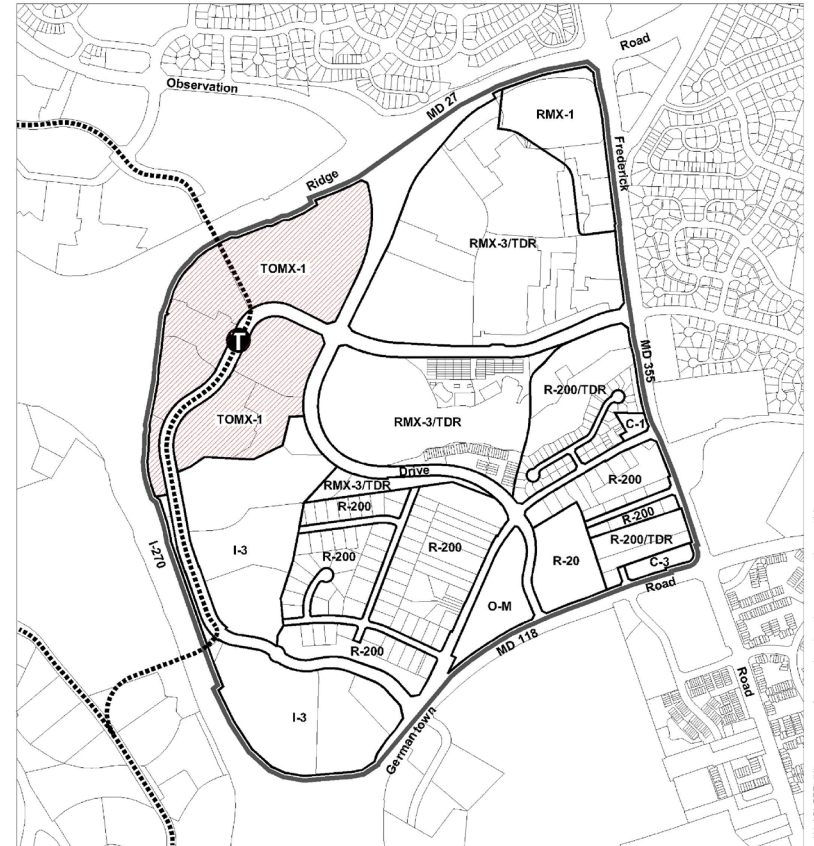 Road
Observation
MD 27
RMX-1
Frederick
Ridge
RMX-3/TDR
TOMX-1
T
MD 355
R-200/TDR
TOMX-1
RMX-3/TDR
C-1
Drive
R-200
RMX-3/TDR
R-200
R-200
I-270
I-3
R-200
R-200
R-200/TDR
R-20
C-3
Road
O-M
MD 118
R-200
Road
I-3
Germantown